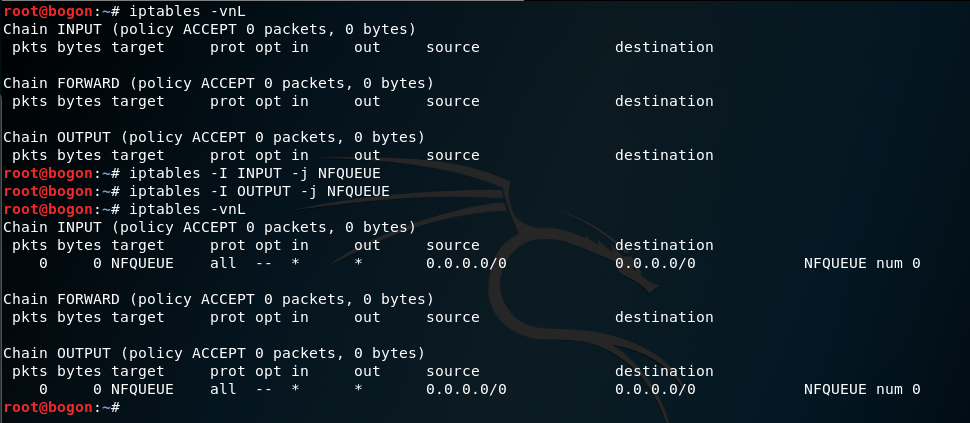 root@bogon:~# iptables -vnL
Chain INPUT (policy ACCEPT 0 packets, 0 bytes)
 pkts bytes target     prot opt in     out     source               destination

Chain FORWARD (policy ACCEPT 0 packets, 0 bytes)
 pkts bytes target     prot opt in     out     source               destination

Chain OUTPUT (policy ACCEPT 0 packets, 0 bytes)
 pkts bytes target     prot opt in     out     source               destination
root@bogon:~# iptables -I INPUT -j NFQUEUE
root@bogon:~# iptables -I OUTPUT -j NFQUEUE
root@bogon:~# iptables -vnL
Chain INPUT (policy ACCEPT 0 packets, 0 bytes)
 pkts bytes target     prot opt in     out     source               destination
    0     0 NFQUEUE    all  --  *      *       0.0.0.0/0            0.0.0.0/0            NFQUEUE num 0

Chain FORWARD (policy ACCEPT 0 packets, 0 bytes)
 pkts bytes target     prot opt in     out     source               destination

Chain OUTPUT (policy ACCEPT 0 packets, 0 bytes)
 pkts bytes target     prot opt in     out     source               destination
    0     0 NFQUEUE    all  --  *      *       0.0.0.0/0            0.0.0.0/0            NFQUEUE num 0
root@bogon:~#